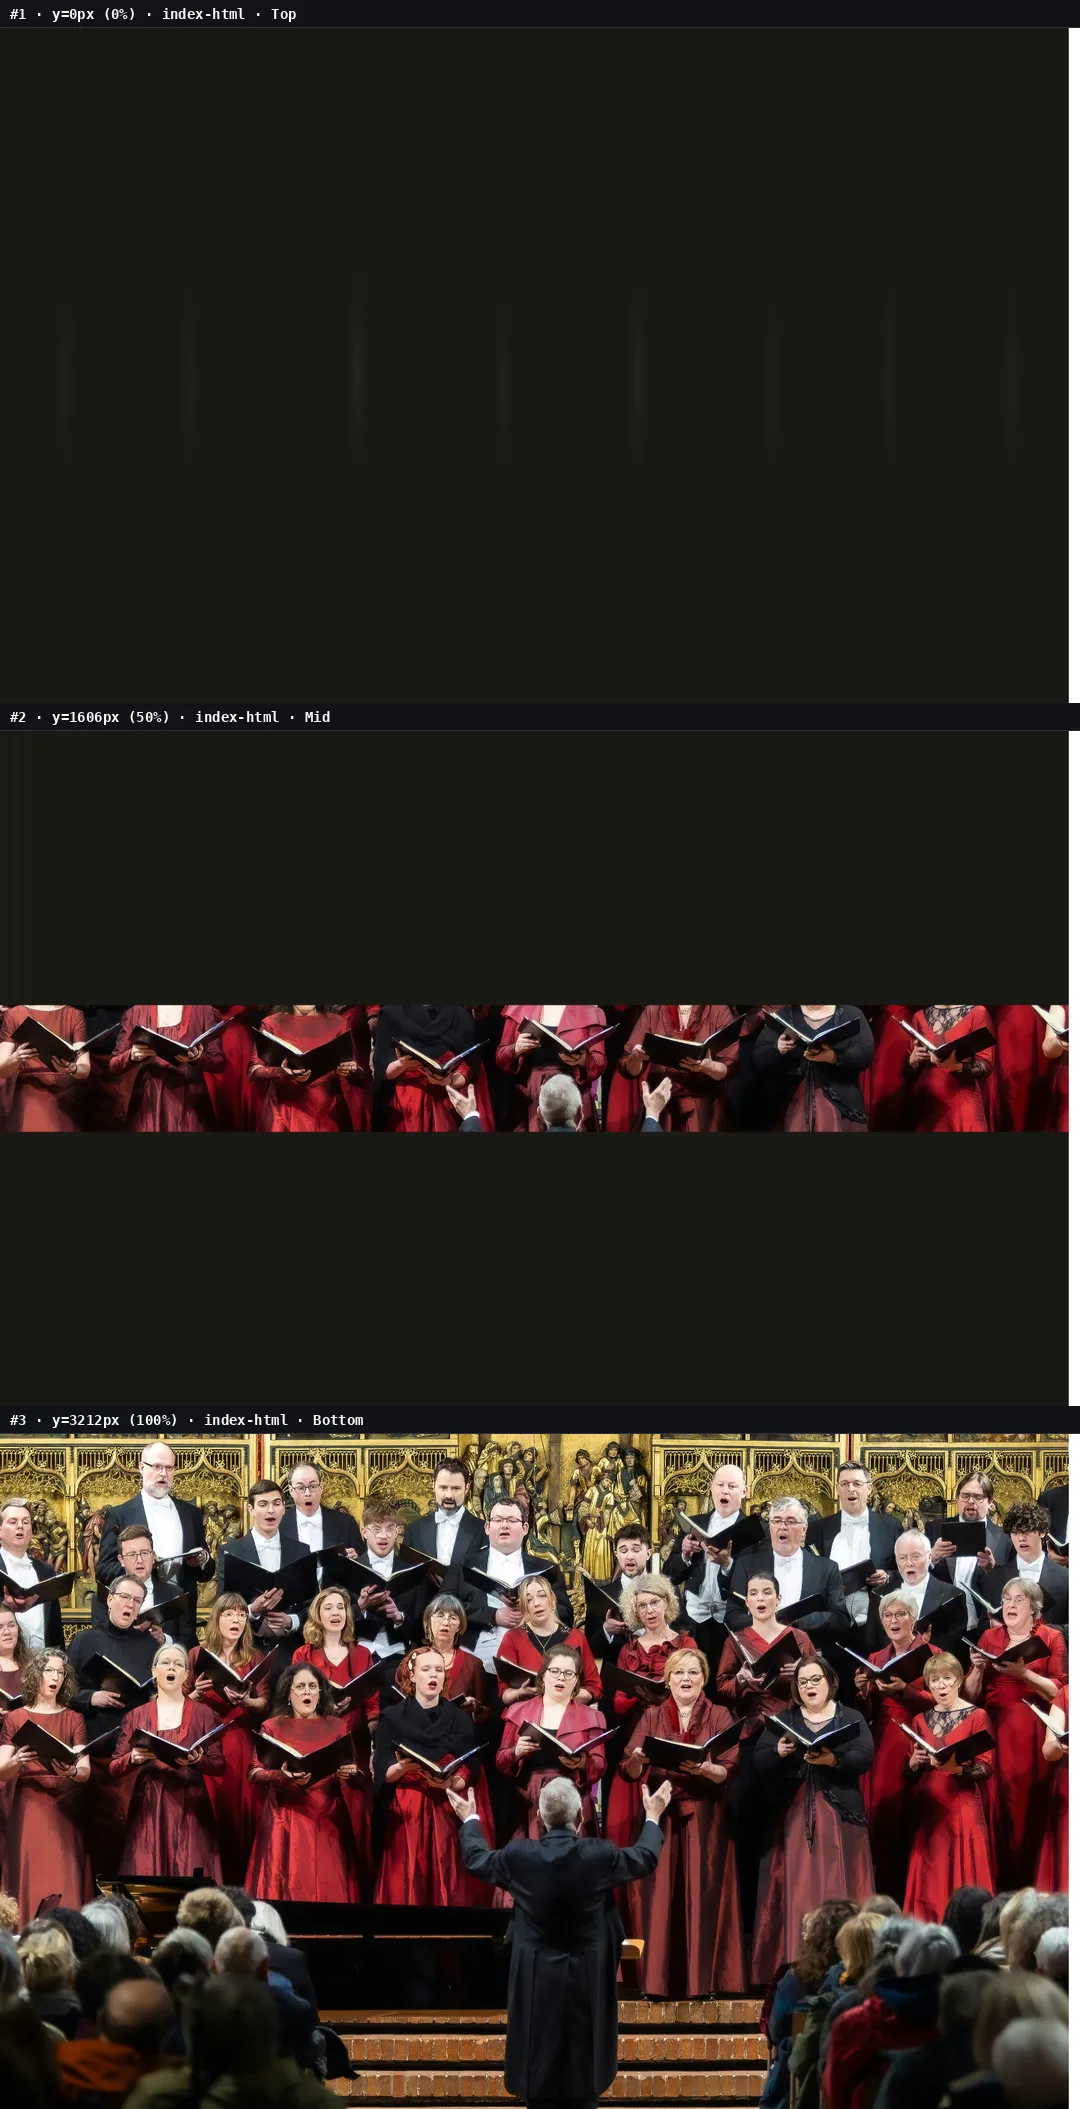 #1 · y=0px (0%) · index-html · Top
#2 · y=1606px (50%) · index-html · Mid
#3 · y=3212px (100%) · index-html · Bottom